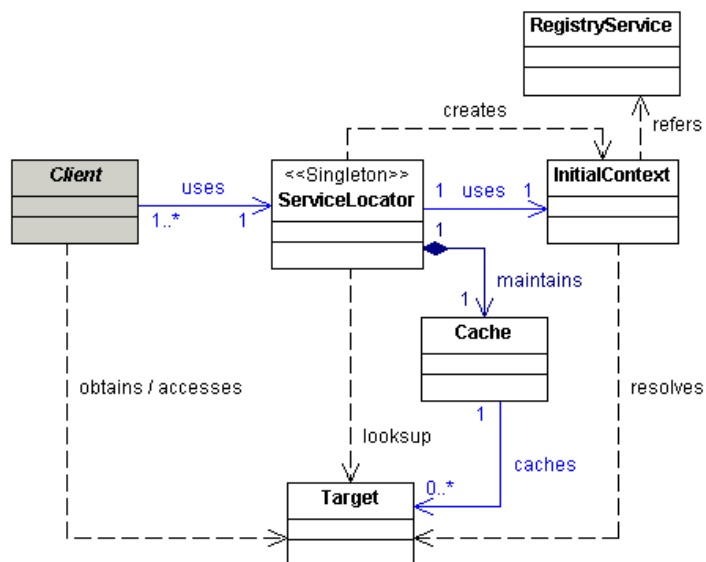 RegistryService
creates
refers
Client
uses
1..*
1
<<Singleton>>
ServiceLocator
1
uses
1
InitialContext
1
maintains
1
Cache
1
obtains / accesses
resolves
looksup
caches
0..*
Target